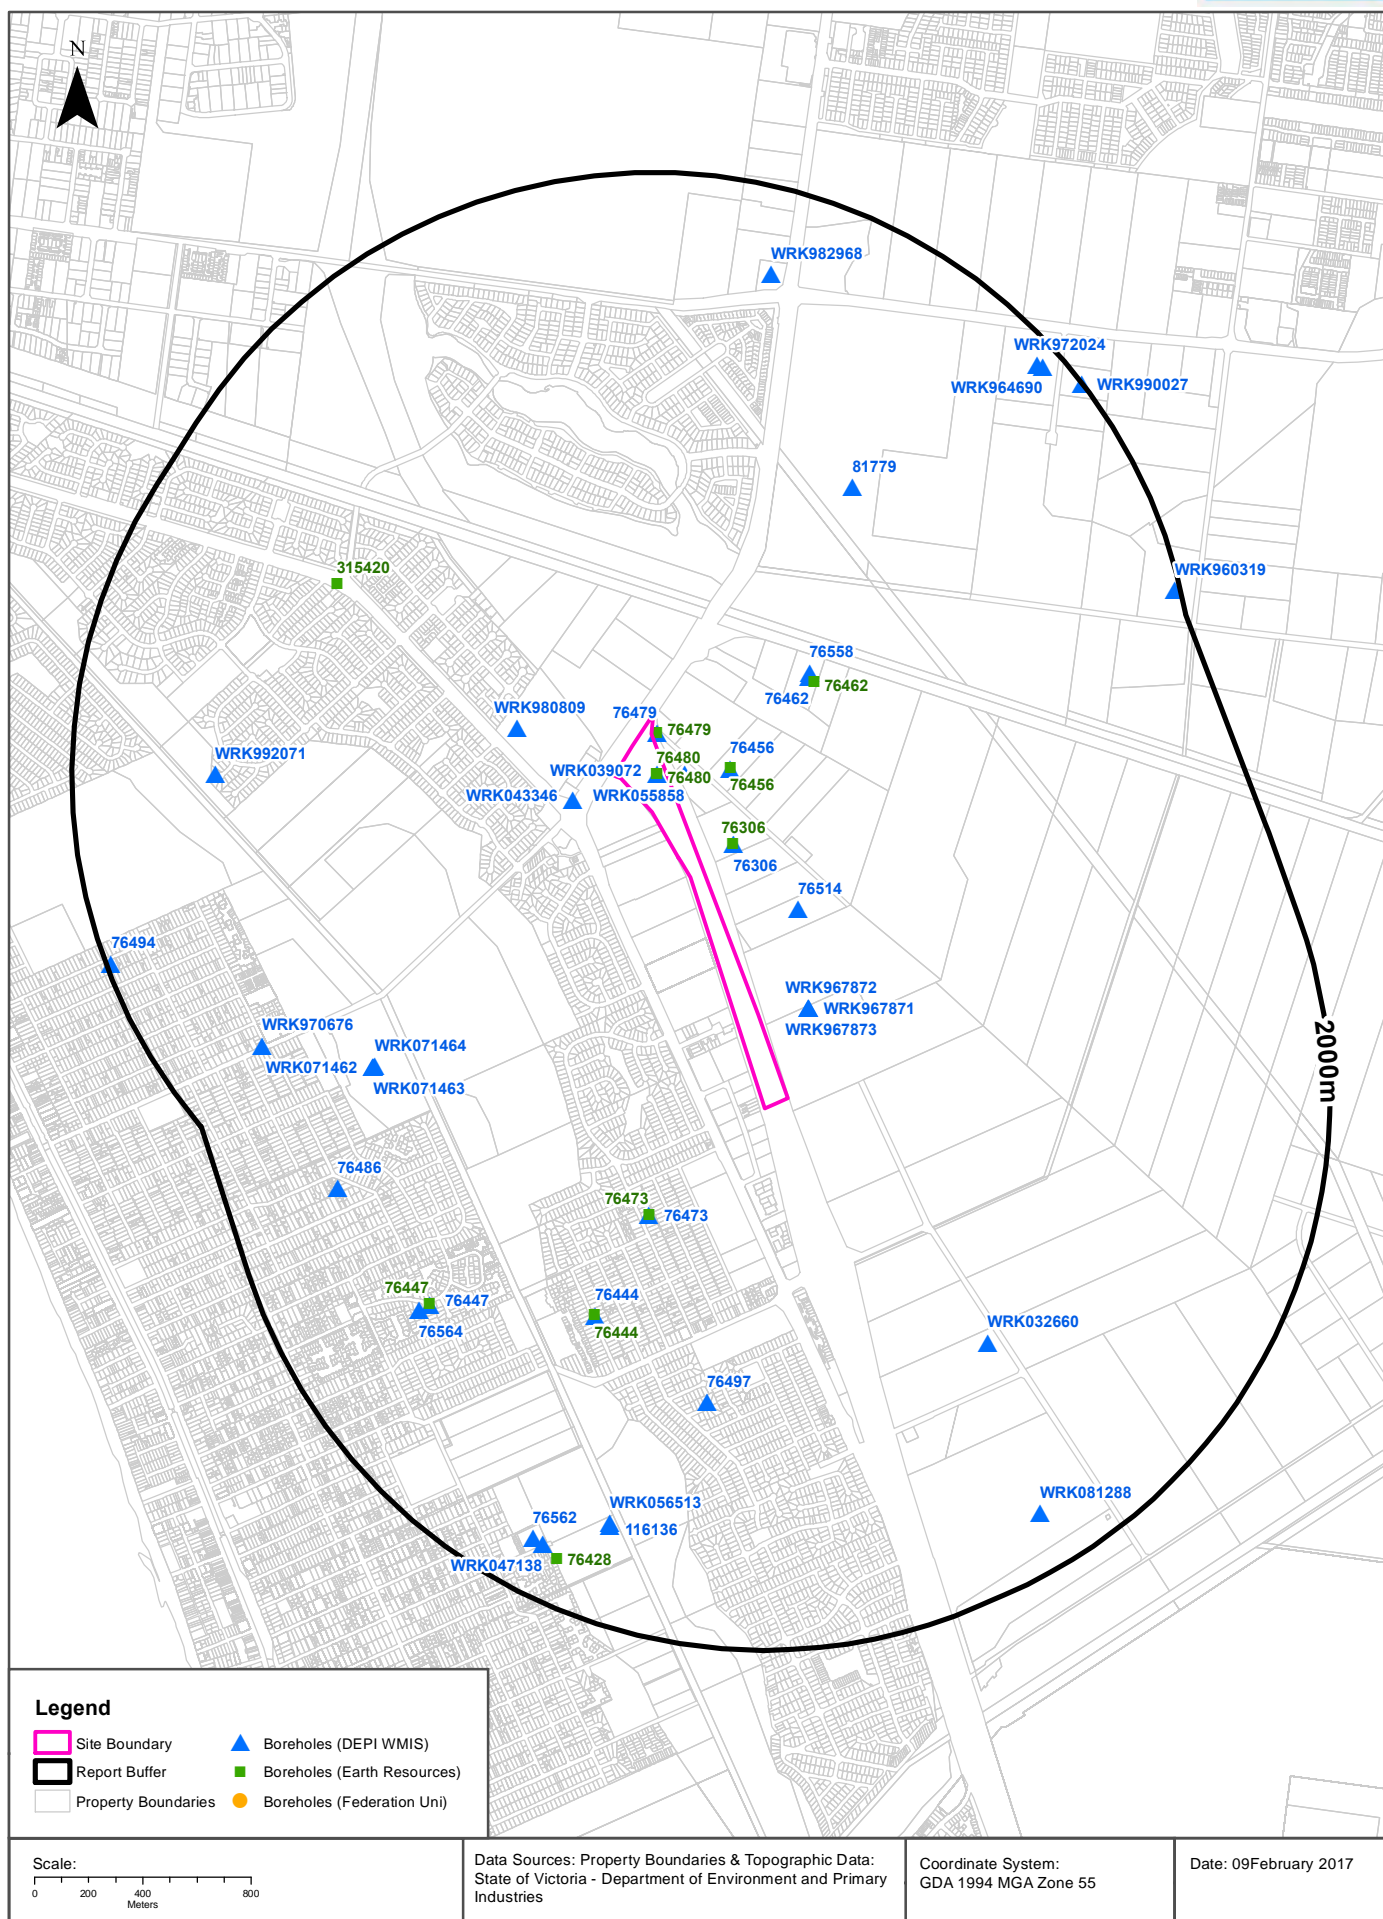 N
WRK982968
WRK972024
WRK964690
WRK990027
81779
WRK960319
315420
76558
76462
76462
WRK980809
76479
76479
76456
WRK992071
76480
WRK039072
76480
76456
WRK043346
WRK055858
76306
76306
76514
76494
WRK967872
WRK967871
WRK967873
WRK970676
WRK071464
WRK071462
WRK071463
2000m
76486
76473
76473
76447
76447
76444
76564
76444
WRK032660
76497
WRK081288
WRK056513
76562
116136
WRK047138
76428
Legend
Site Boundary
Boreholes (DEPI WMIS)
Report Buffer
Boreholes (Earth Resources)
Property Boundaries
Boreholes (Federation Uni)
Scale:
0 200 400 800
Meters
Data Sources: Property Boundaries & Topographic Data:
State of Victoria - Department of Environment and Primary
Industries
Coordinate System:
GDA 1994 MGA Zone 55
Date: 09February 2017